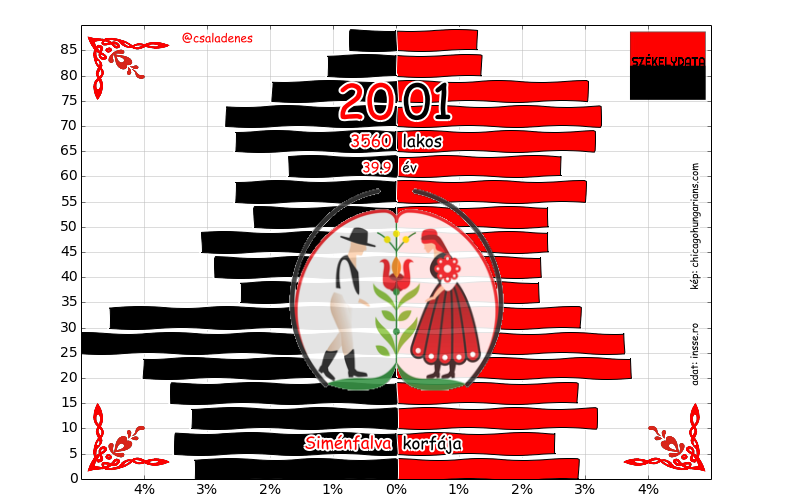 @csaladenes
SZÉKELYDATA
2001
3560 lakos
39.9 év
kép: chicagohungarians.com
adat: insse.ro
Siménfalva korfája
85
80
75
70
65
60
55
50
45
40
35
30
25
20
15
10
5
0
4% 3% 2% 1% 0% 1% 2% 3% 4%